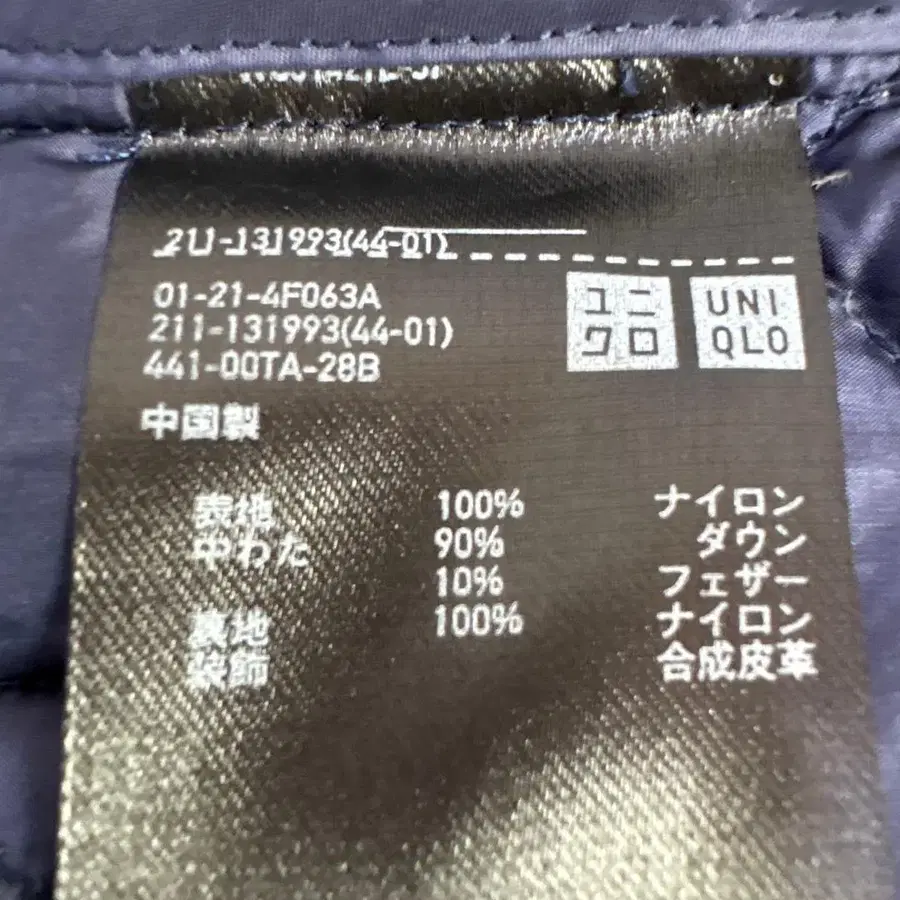 211-131993(44-01)
01-21-4F063A
211-131993(44-01)
441-00TA-28B
ユニ
クロ
UNI
QLO
中国製
表地 100% ナイロン
中わた 90% ダウン
10% フェザー
裏地 100% ナイロン
装飾 合成皮革